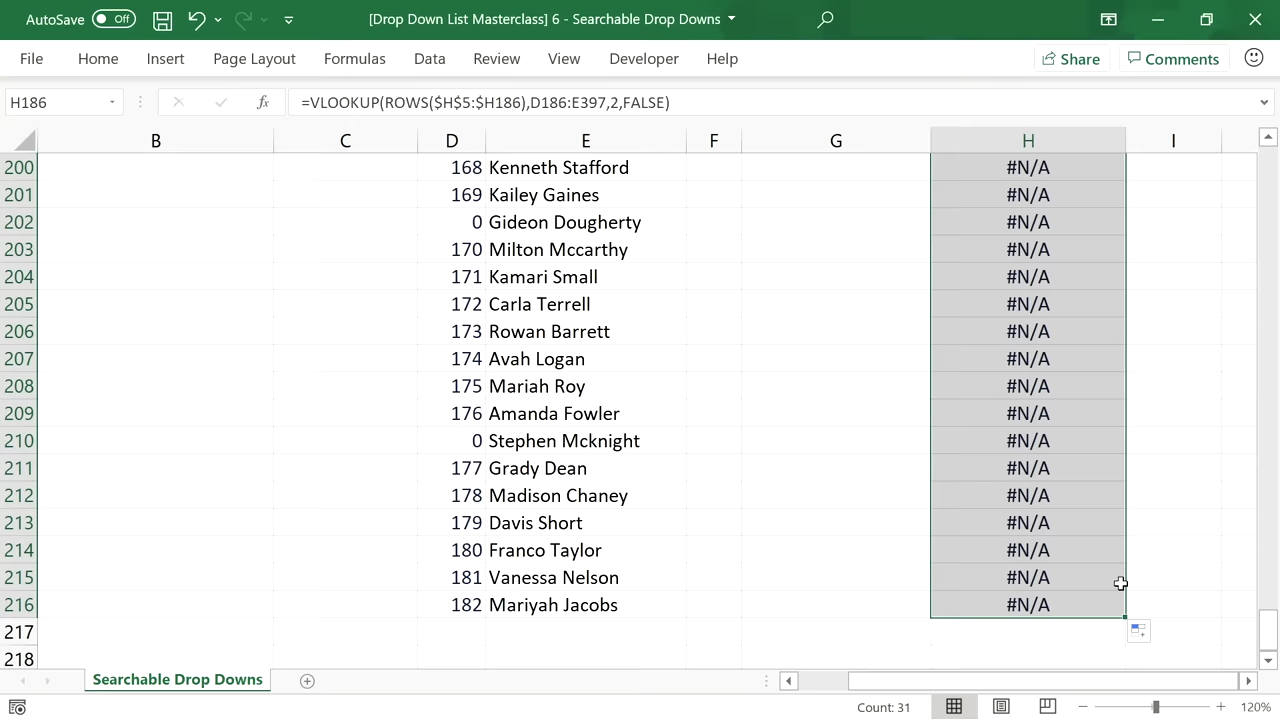 AutoSave Off [Drop Down List Masterclass] 6 - Searchable Drop Downs
File Home Insert Page Layout Formulas Data Review View Developer Help Share Comments
H186 fx =VLOOKUP(ROWS($H$5:$H186),D186:E397,2,FALSE)
B C D E F G H I
200 168 Kenneth Stafford #N/A
201 169 Kailey Gaines #N/A
202 0 Gideon Dougherty #N/A
203 170 Milton Mccarthy #N/A
204 171 Kamari Small #N/A
205 172 Carla Terrell #N/A
206 173 Rowan Barrett #N/A
207 174 Avah Logan #N/A
208 175 Mariah Roy #N/A
209 176 Amanda Fowler #N/A
210 0 Stephen Mcknight #N/A
211 177 Grady Dean #N/A
212 178 Madison Chaney #N/A
213 179 Davis Short #N/A
214 180 Franco Taylor #N/A
215 181 Vanessa Nelson #N/A
216 182 Mariyah Jacobs #N/A
217
218
Searchable Drop Downs
Count: 31 120%